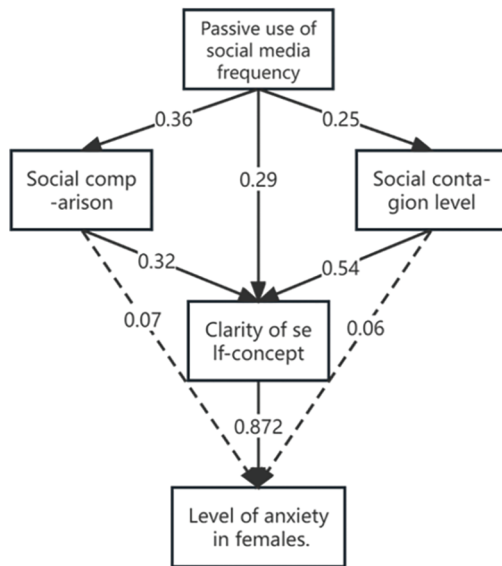 Passive use of
social media
frequency
0.36
0.25
Social comp
-arison
0.29
Social conta-
gion level
0.32
0.54
0.07
Clarity of se
lf-concept
0.06
0.872
Level of anxiety
in females.